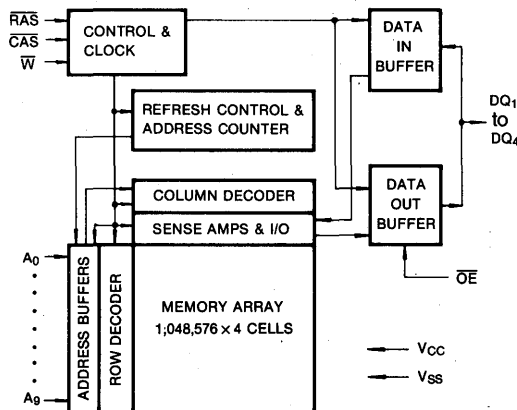 RAS
CAS
W
CONTROL &
CLOCK
DATA
IN
BUFFER
REFRESH CONTROL &
ADDRESS COUNTER
DQ1
to
DQ4
COLUMN DECODER
SENSE AMPS & I/O
DATA
OUT
BUFFER
OE
A0
A9
ADDRESS BUFFERS
ROW DECODER
MEMORY ARRAY
1;048,576 × 4 CELLS
VCC
VSS